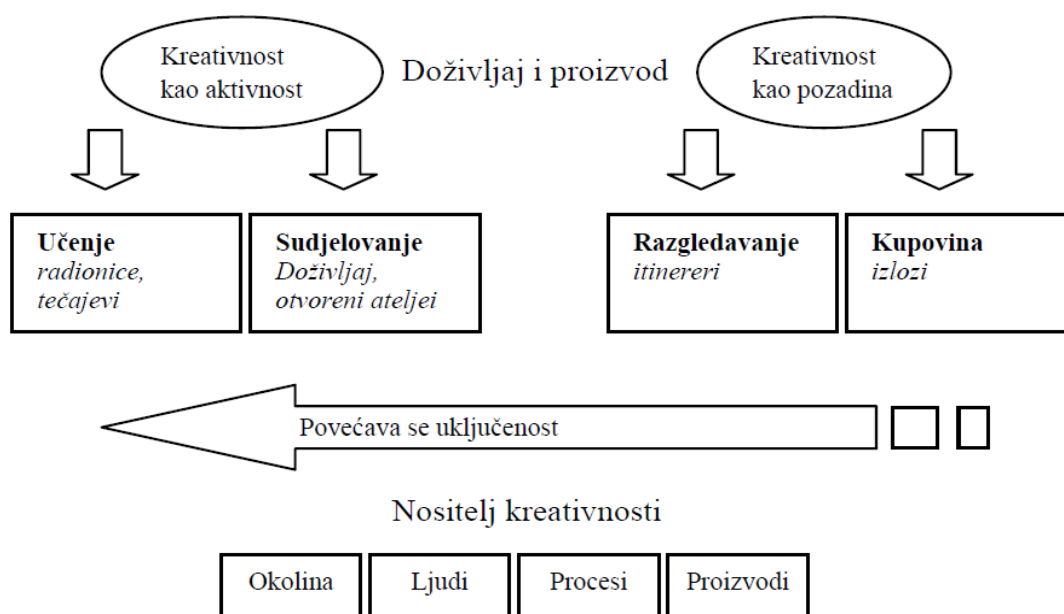 Kreativnost
kao aktivnost
Doživljaj i proizvod
Kreativnost
kao pozadina
Učenje
radionice,
tečajevi
Sudjelovanje
Doživljaj,
otvoreni ateljei
Razgledavanje
itinereri
Kupovina
izlozi
Povećava se uključenost
Nositelj kreativnosti
Okolina
Ljudi
Procesi
Proizvodi